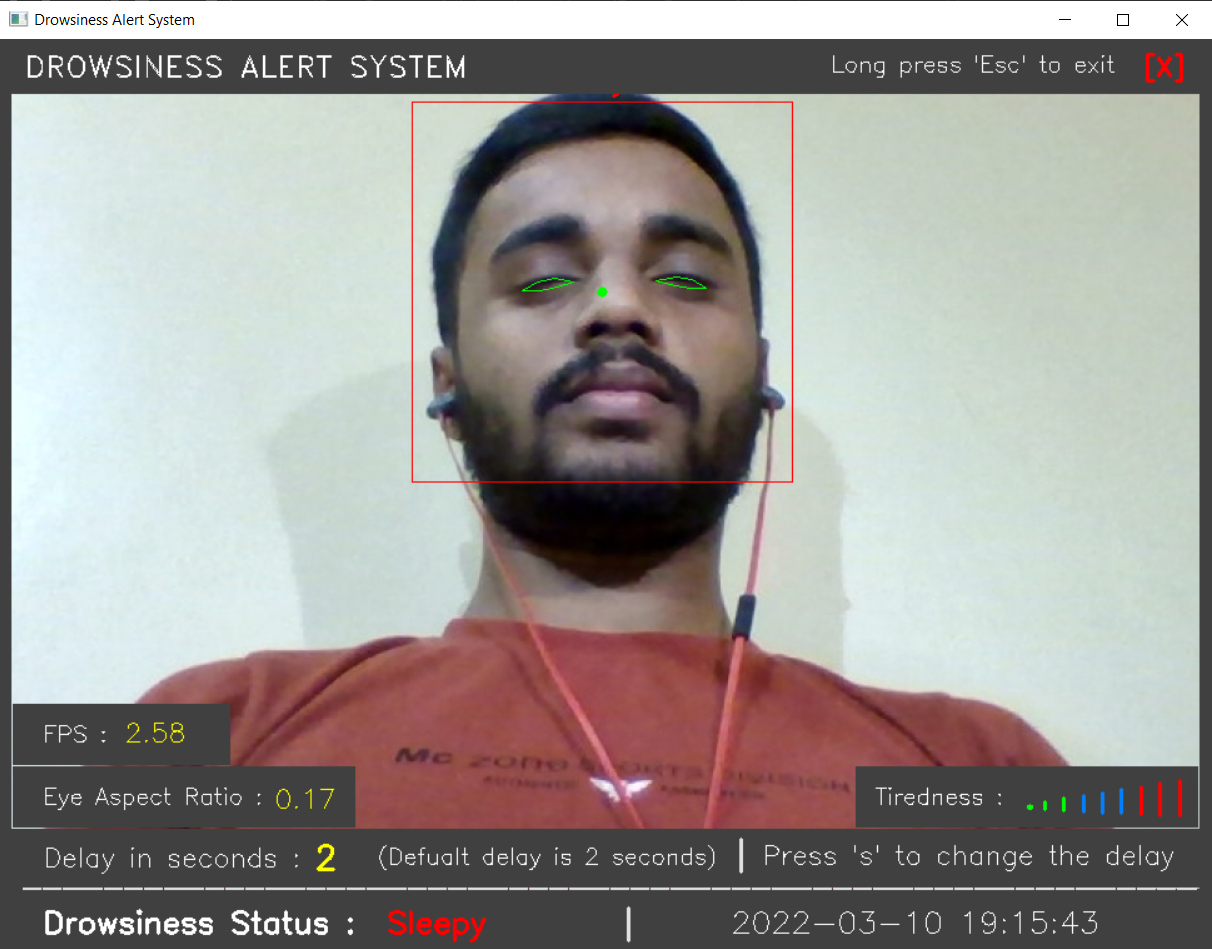 Drowsiness Alert System
DROWSINESS ALERT SYSTEM Long press 'Esc' to exit [X]
Mc ZONE SPORTS DIVISION
FPS : 2.58
Eye Aspect Ratio : 0.17 Tiredness :
Delay in seconds : 2 (Defualt delay is 2 seconds) | Press 's' to change the delay
Drowsiness Status : Sleepy | 2022-03-10 19:15:43